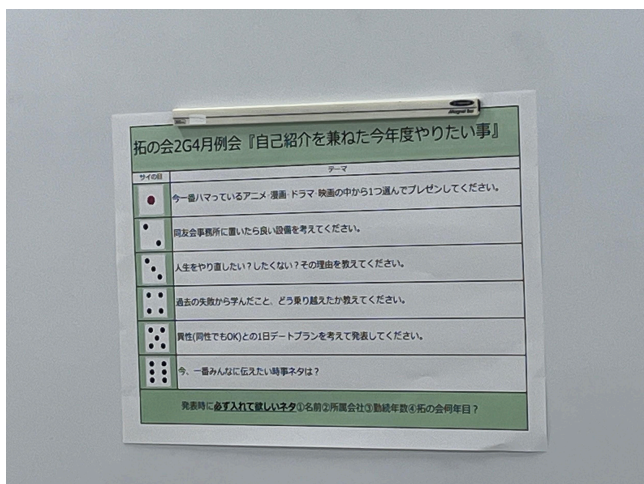 拓の会2G4月例会『自己紹介を兼ねた今年度やりたい事』
サイの目 テーマ
今一番ハマっているアニメ・漫画・ドラマ・映画の中から1つ選んでプレゼンしてください。
同友会事務所に置いたら良い設備を考えてください。
人生をやり直したい？したくない？その理由を教えてください。
過去の失敗から学んだこと、どう乗り越えたか教えてください。
異性(同性でもOK)との1日デートプランを考えて発表してください。
今、一番みんなに伝えたい時事ネタは？
発表時に必ず入れて欲しいネタ①名前②所属会社③勤続年数④拓の会何年目？